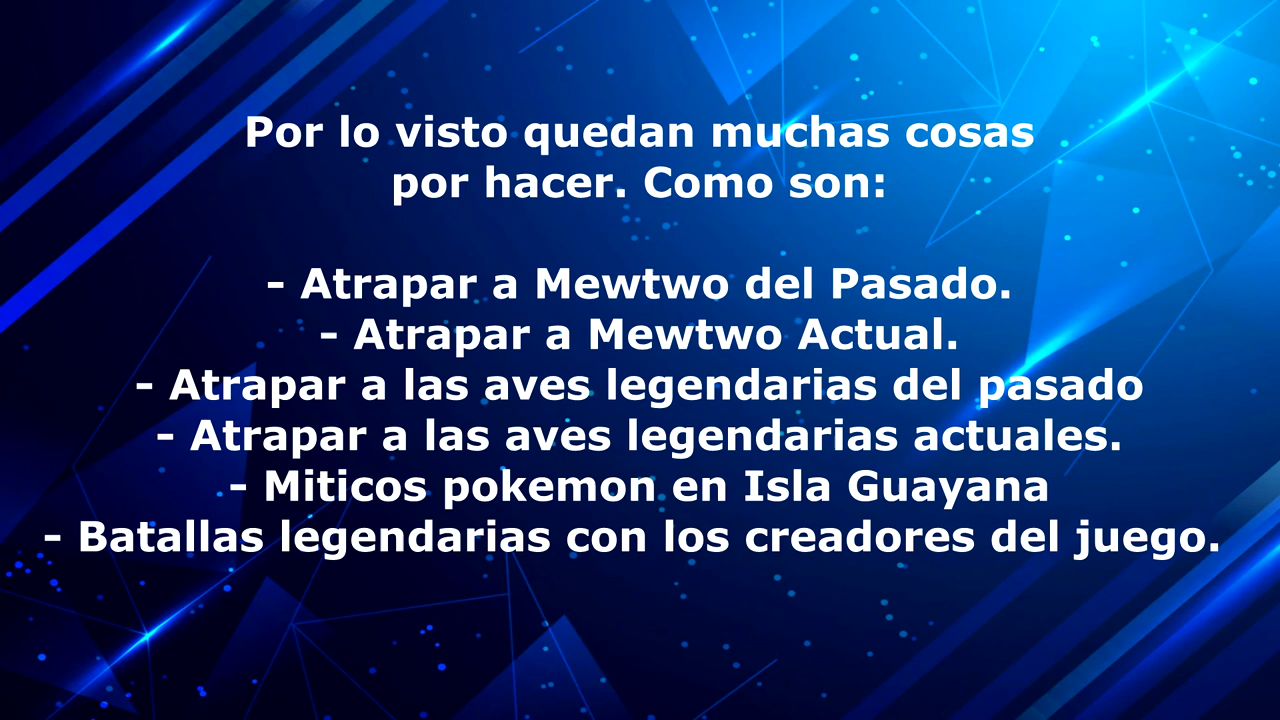 Por lo visto quedan muchas cosas
por hacer. Como son:
- Atrapar a Mewtwo del Pasado.
- Atrapar a Mewtwo Actual.
- Atrapar a las aves legendarias del pasado
- Atrapar a las aves legendarias actuales.
- Miticos pokemon en Isla Guayana
- Batallas legendarias con los creadores del juego.